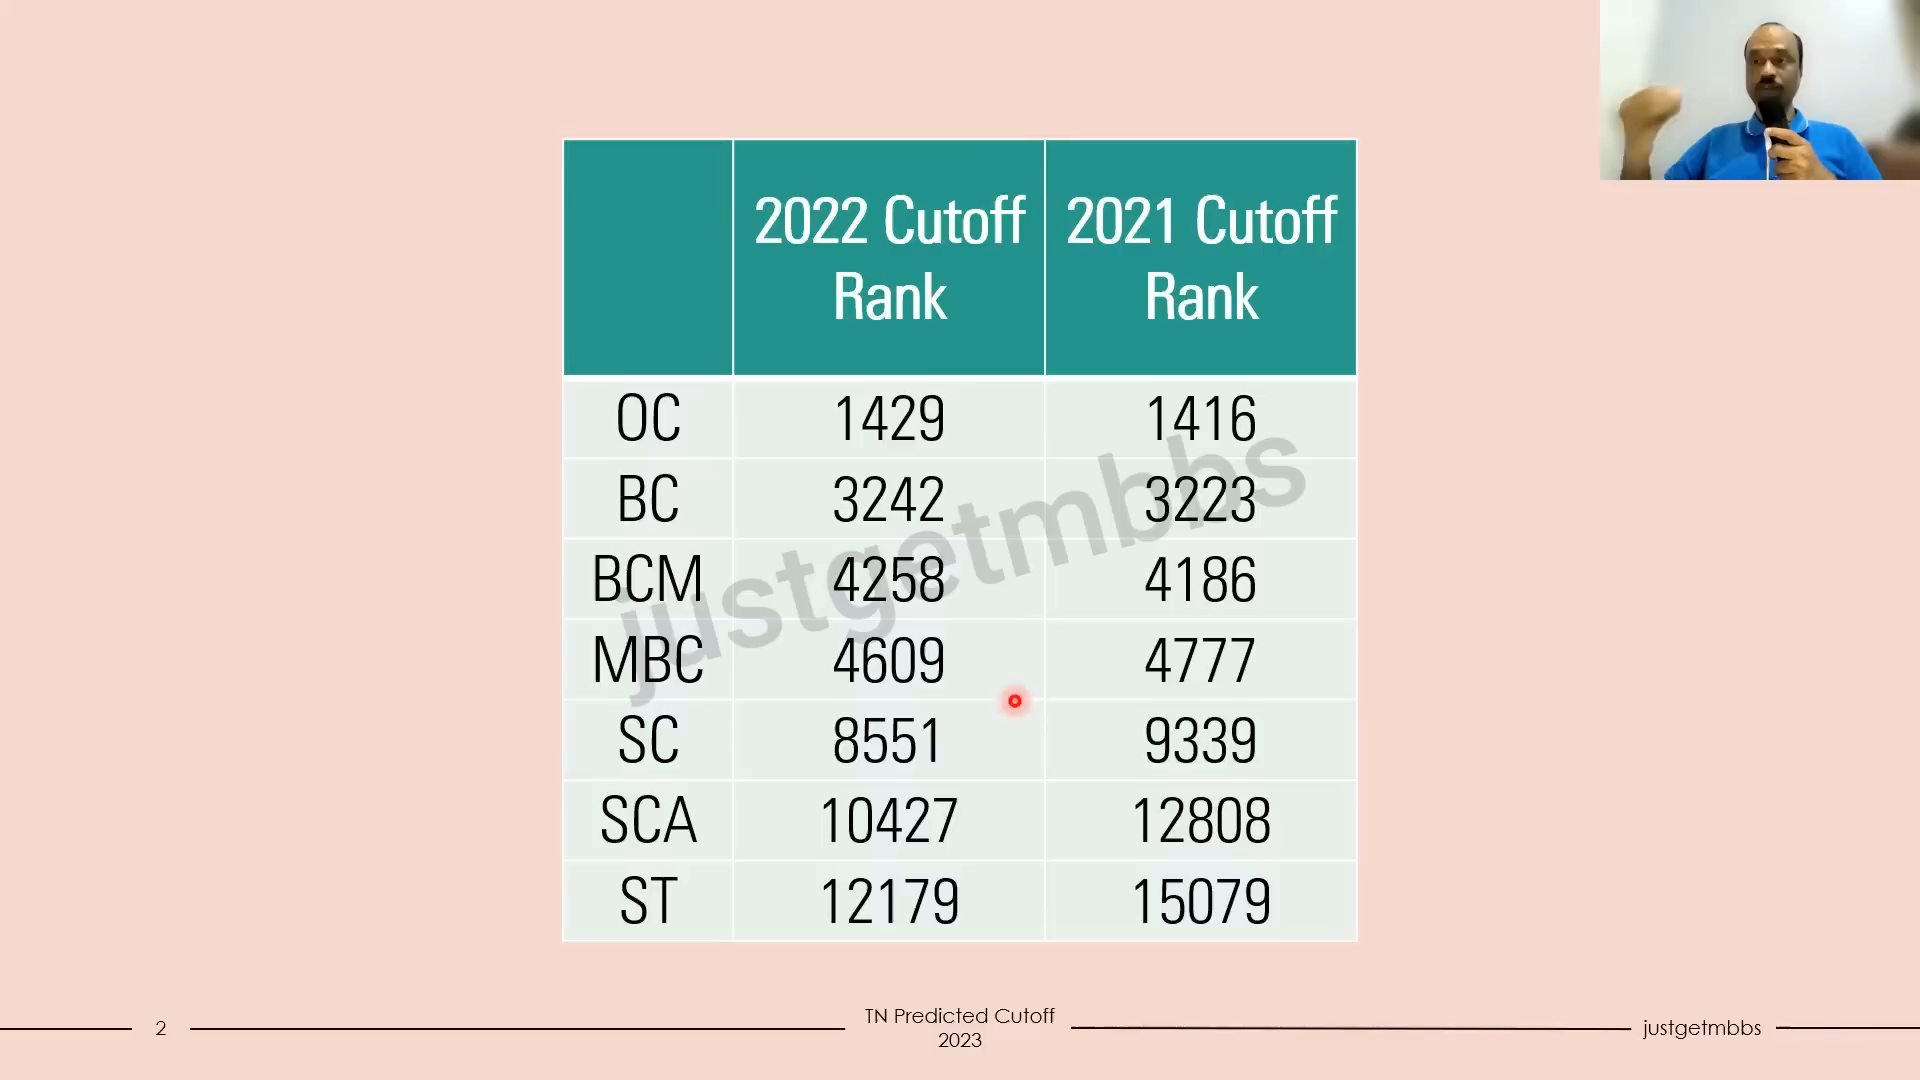 2022 Cutoff Rank 2021 Cutoff Rank
OC 1429 1416
BC 3242 3223
BCM 4258 4186
MBC 4609 4777
SC 8551 9339
SCA 10427 12808
ST 12179 15079
justgetmbbs
2 TN Predicted Cutoff 2023 justgetmbbs